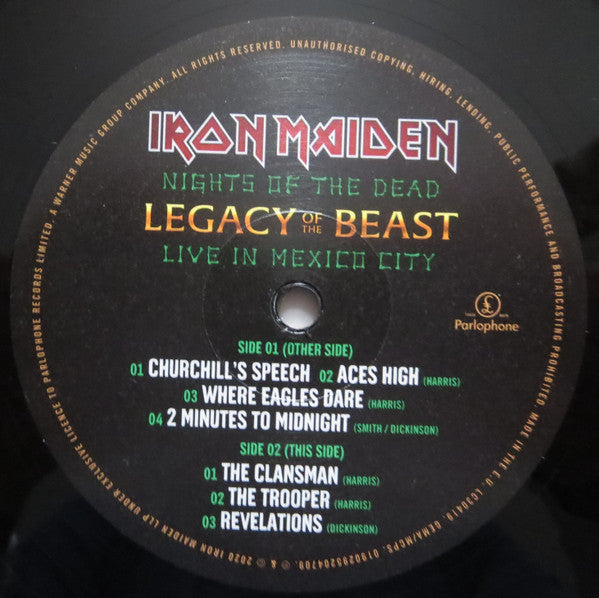 IRON MAIDEN
NIGHTS OF THE DEAD
LEGACY OF THE BEAST
LIVE IN MEXICO CITY
£
Parlophone
SIDE 01 (OTHER SIDE)
01 CHURCHILL'S SPEECH 02 ACES HIGH (HARRIS)
03 WHERE EAGLES DARE (HARRIS)
04 2 MINUTES TO MIDNIGHT (SMITH / DICKINSON)
SIDE 02 (THIS SIDE)
01 THE CLANSMAN (HARRIS)
02 THE TROOPER (HARRIS)
03 REVELATIONS (DICKINSON)
℗ & © 2020 IRON MAIDEN LLP UNDER EXCLUSIVE LICENCE TO PARLOPHONE RECORDS LIMITED, A WARNER MUSIC GROUP COMPANY. ALL RIGHTS RESERVED. UNAUTHORISED COPYING, HIRING, LENDING, PUBLIC PERFORMANCE AND BROADCASTING PROHIBITED. MADE IN THE E.U. LC30419. GEMA/MCPS. 0190295204709.